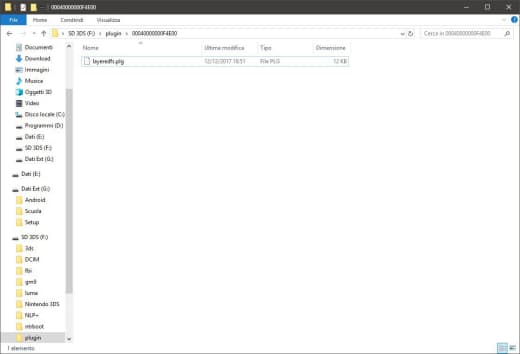 00040000000F4E00
File
Home
Condividi
Visualizza
SD 3DS (F:) › plugin › 00040000000F4E00
Cerca in 00040000000F4E00
Nome
Ultima modifica
Tipo
Dimensione
layeredfs.plg
12/12/2017 18:51
File PLG
12 KB
Documenti
Download
Immagini
Musica
Oggetti 3D
Video
Disco locale (C:)
Programmi (D:)
Dati (E:)
SD 3DS (F:)
Dati Ext (G:)
Dati (E:)
Dati Ext (G:)
Android
Scuola
Setup
SD 3DS (F:)
3ds
DCIM
fbi
gm9
luma
Nintendo 3DS
NLP+
ntrboot
plugin
1 elemento